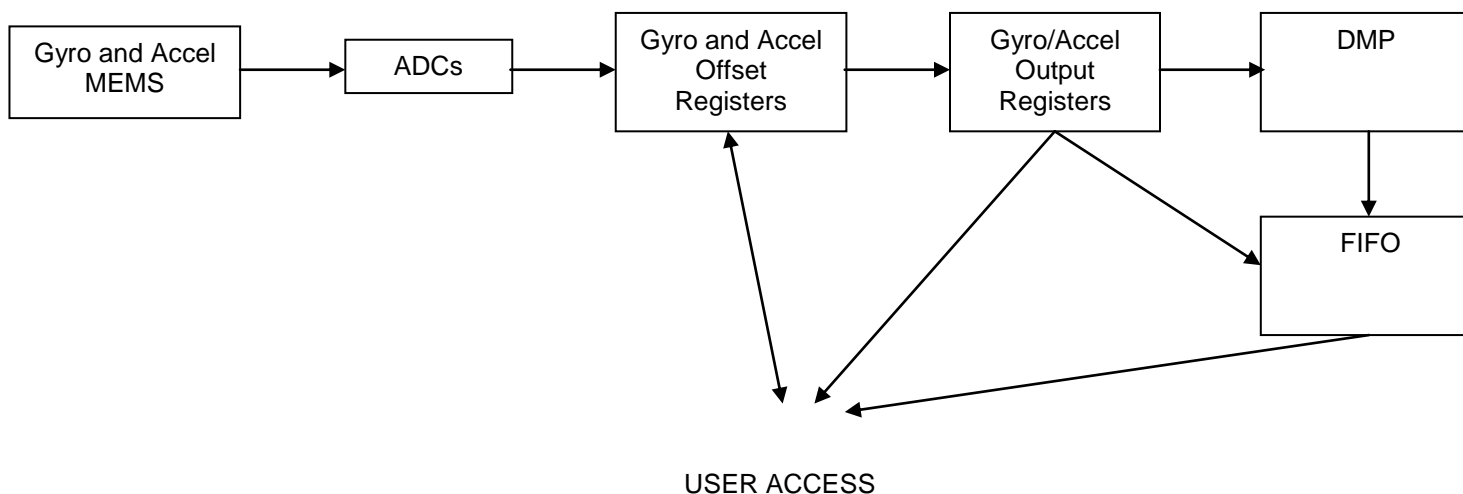 Gyro and Accel
MEMS
ADCs
Gyro and Accel
Offset
Registers
Gyro/Accel
Output
Registers
DMP
FIFO
USER ACCESS